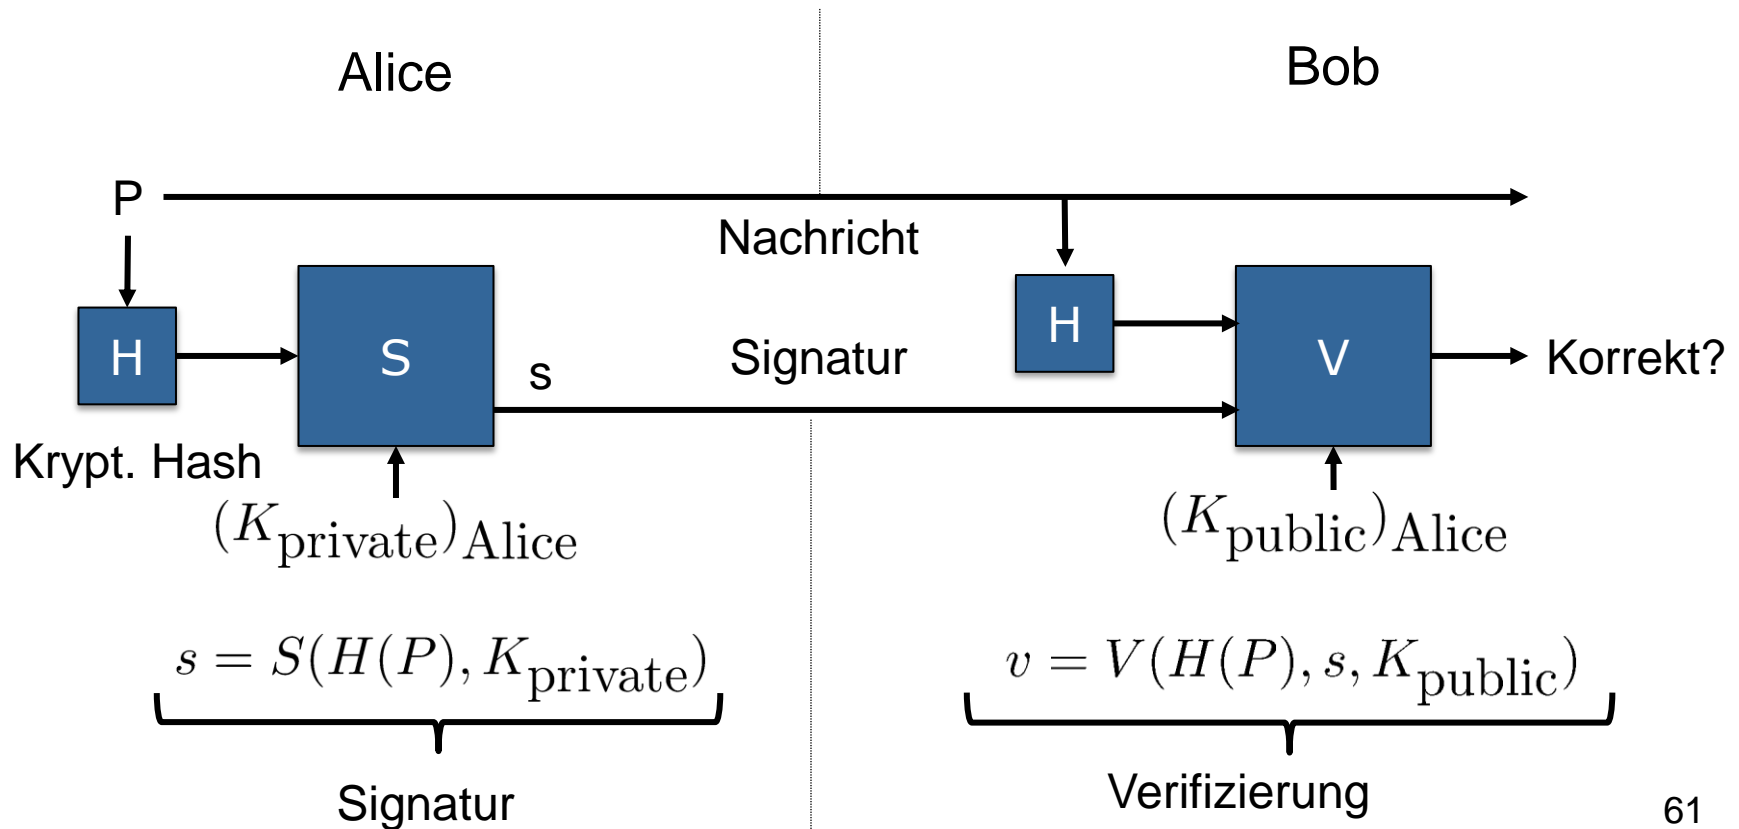 Alice
Bob
P
Nachricht
H
S
s
Signatur
H
V
Korrekt?
Krypt. Hash
(K_private)_Alice
(K_public)_Alice
s = S(H(P), K_private)
v = V(H(P), s, K_public)
Signatur
Verifizierung
61